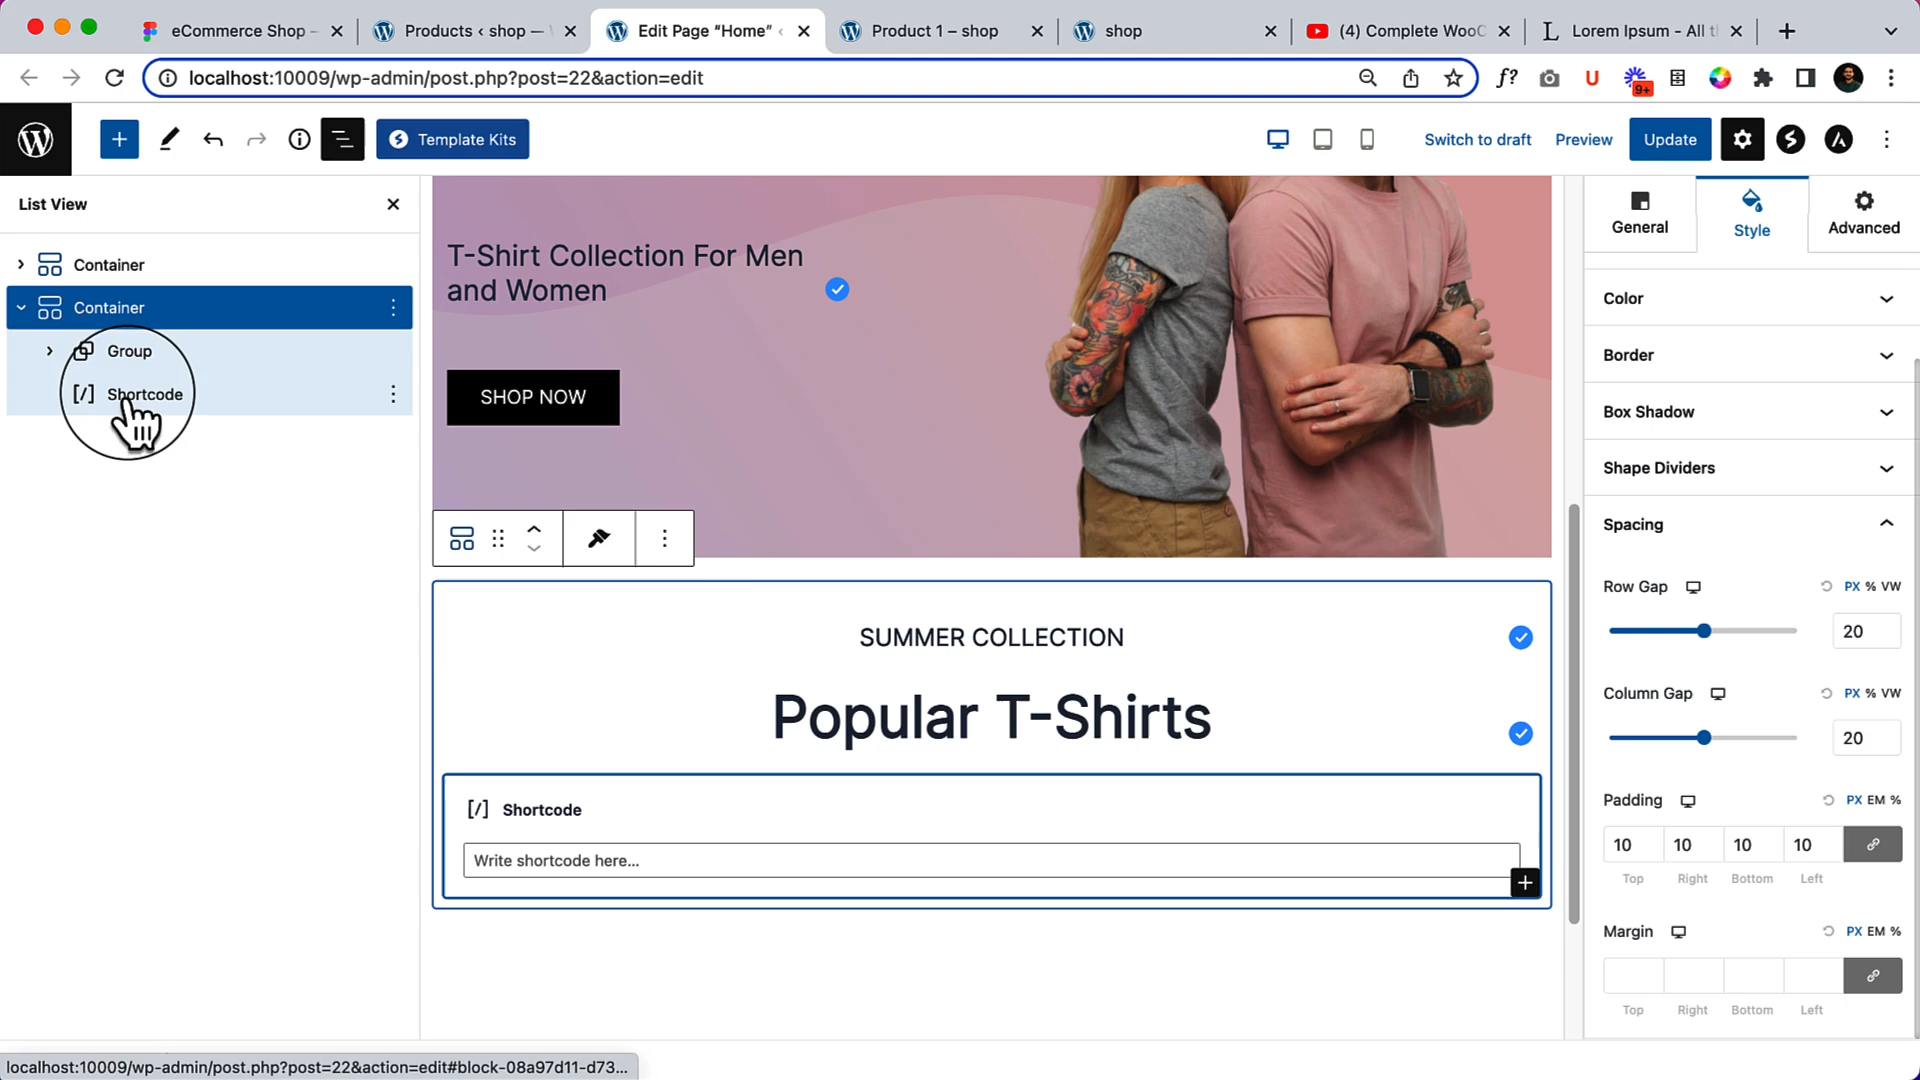 eCommerce Shop –
Products ‹ shop —
Edit Page “Home” ‹
Product 1 – shop
shop
(4) Complete WooC
Lorem Ipsum - All t
localhost:10009/wp-admin/post.php?post=22&action=edit
f?
U
9+
Template Kits
Switch to draft
Preview
Update
List View
Container
Container
Group
[/] Shortcode
T-Shirt Collection For Men
and Women
SHOP NOW
SUMMER COLLECTION
Popular T-Shirts
[/] Shortcode
Write shortcode here...
General
Style
Advanced
Color
Border
Box Shadow
Shape Dividers
Spacing
Row Gap PX % VW
20
Column Gap PX % VW
20
Padding PX EM %
10 10 10 10
Top Right Bottom Left
Margin PX EM %
Top Right Bottom Left
localhost:10009/wp-admin/post.php?post=22&action=edit#block-08a97d11-d73...